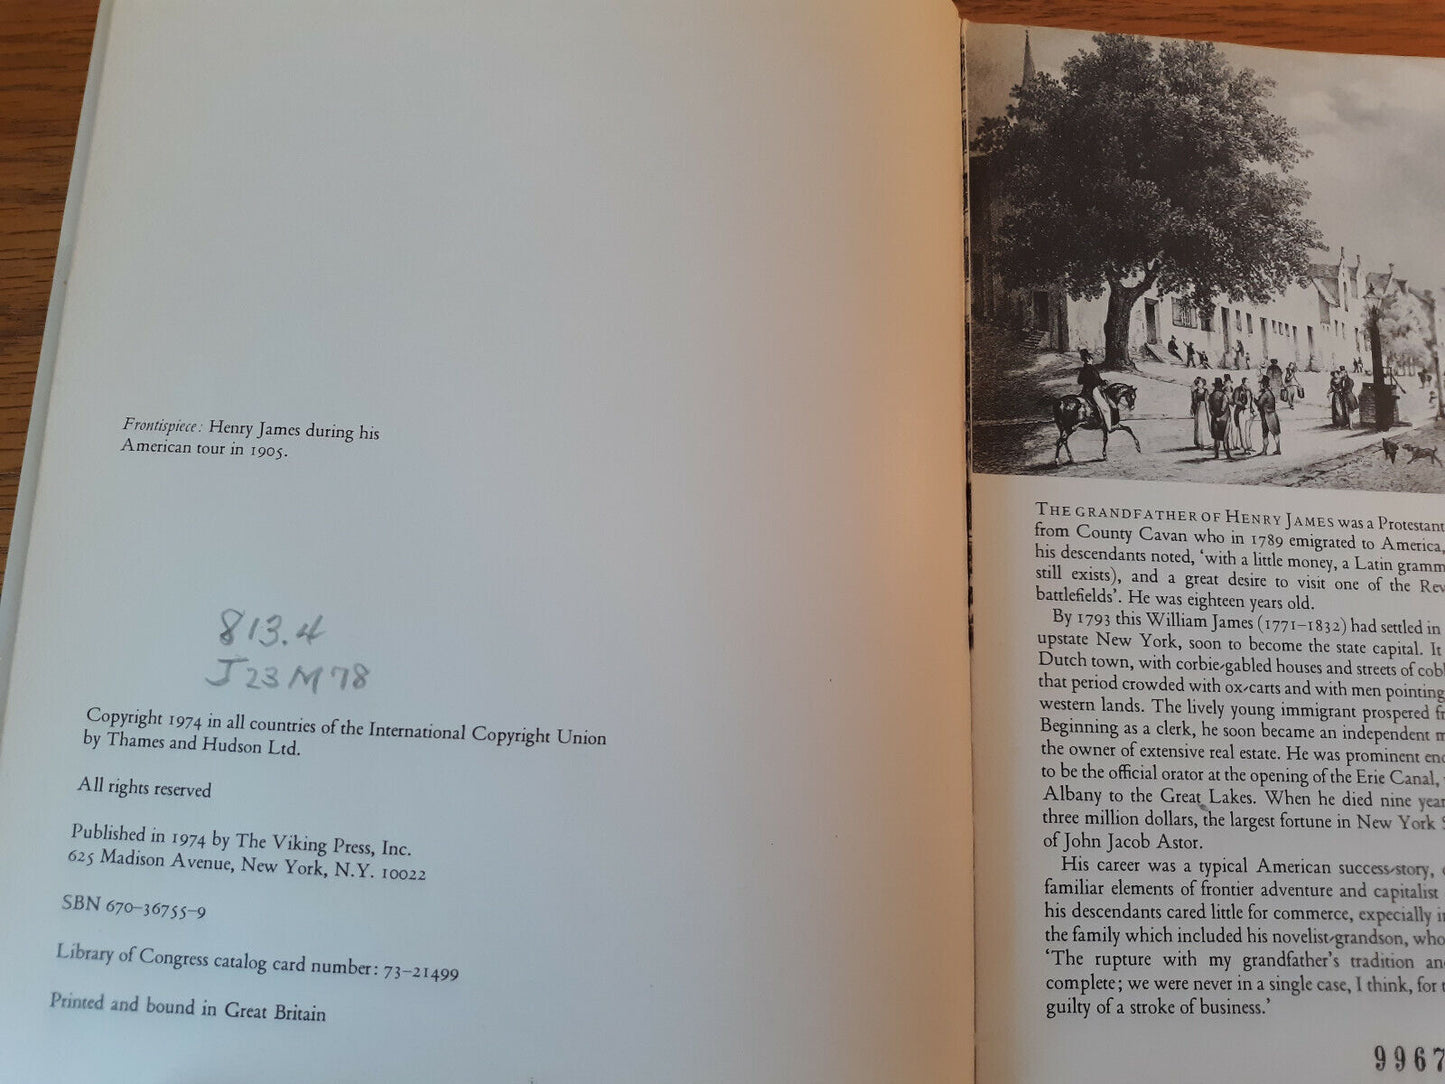 Frontispiece: Henry James during his
American tour in 1905.
813.4
J23M78
Copyright 1974 in all countries of the International Copyright Union
by Thames and Hudson Ltd.
All rights reserved
Published in 1974 by The Viking Press, Inc.
625 Madison Avenue, New York, N.Y. 10022
SBN 670-36755-9
Library of Congress catalog card number: 73-21499
Printed and bound in Great Britain
THE GRANDFATHER OF HENRY JAMES was a Protestant
from County Cavan who in 1789 emigrated to America,
his descendants noted, 'with a little money, a Latin gramm
still exists), and a great desire to visit one of the Rev
battlefields'. He was eighteen years old.
By 1793 this William James (1771–1832) had settled in
upstate New York, soon to become the state capital. It
Dutch town, with corbie-gabled houses and streets of cobl
that period crowded with ox-carts and with men pointing
western lands. The lively young immigrant prospered fr
Beginning as a clerk, he soon became an independent m
the owner of extensive real estate. He was prominent eno
to be the official orator at the opening of the Erie Canal,
Albany to the Great Lakes. When he died nine year
three million dollars, the largest fortune in New York S
of John Jacob Astor.
His career was a typical American success-story,
familiar elements of frontier adventure and capitalist
his descendants cared little for commerce, expecially in
the family which included his novelist-grandson, who
'The rupture with my grandfather's tradition and
complete; we were never in a single case, I think, for t
guilty of a stroke of business.'
9967